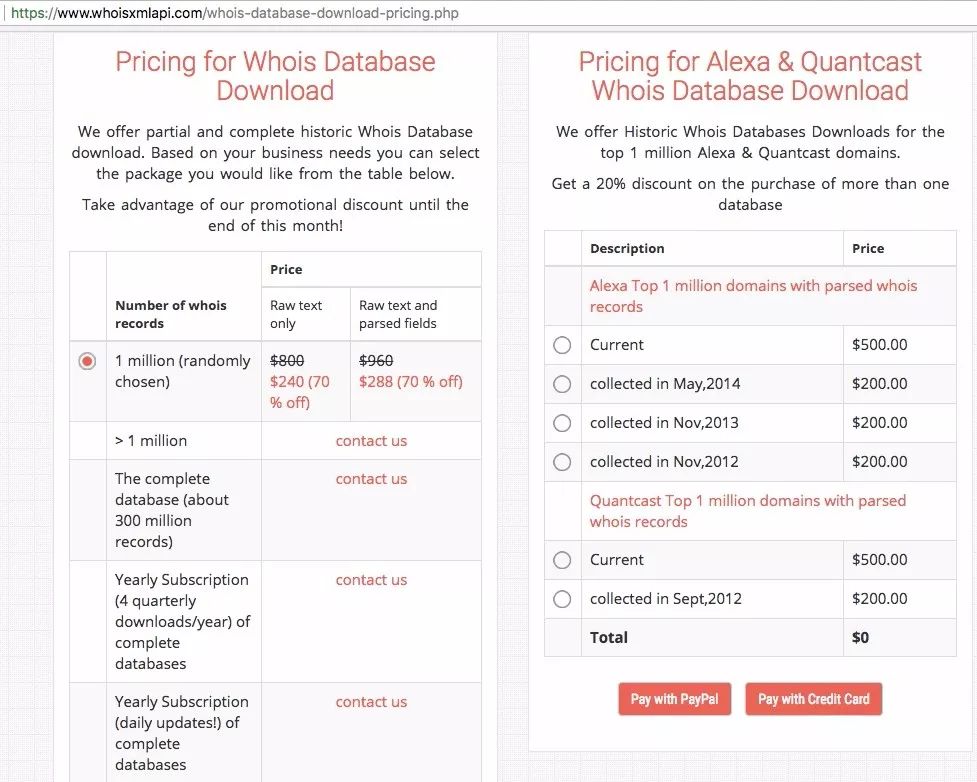 https://www.whoisxmlapi.com/whois-database-download-pricing.php
Pricing for Whois Database
Download
We offer partial and complete historic Whois Database
download. Based on your business needs you can select
the package you would like from the table below.
Take advantage of our promotional discount until the
end of this month!
Price
Number of whois
records
Raw text
only
Raw text and
parsed fields
1 million (randomly
chosen)
$800
$240 (70
% off)
$960
$288 (70 % off)
> 1 million
contact us
The complete
database (about
300 million
records)
contact us
Yearly Subscription
(4 quarterly
downloads/year) of
complete
databases
contact us
Yearly Subscription
(daily updates!) of
complete
databases
contact us
Pricing for Alexa & Quantcast
Whois Database Download
We offer Historic Whois Databases Downloads for the
top 1 million Alexa & Quantcast domains.
Get a 20% discount on the purchase of more than one
database
Description Price
Alexa Top 1 million domains with parsed whois
records
Current $500.00
collected in May,2014 $200.00
collected in Nov,2013 $200.00
collected in Nov,2012 $200.00
Quantcast Top 1 million domains with parsed
whois records
Current $500.00
collected in Sept,2012 $200.00
Total $0
Pay with PayPal Pay with Credit Card